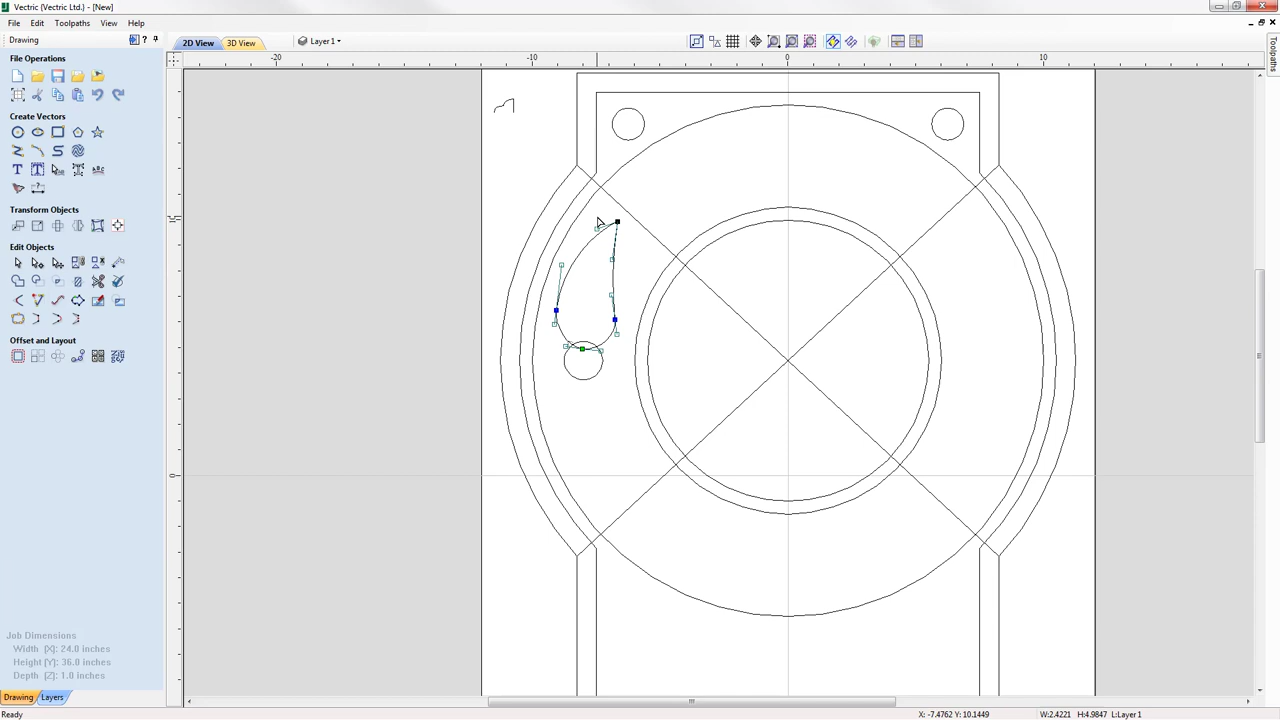 Vectric (Vectric Ltd.) - [New]
File Edit Toolpaths View Help
Drawing
2D View 3D View
Layer 1
-20 -10 0 10
File Operations
Create Vectors
Transform Objects
Edit Objects
Offset and Layout
15
0
Toolpaths
Job Dimensions
Width (X): 24.0 inches
Height (Y): 36.0 inches
Depth (Z): 1.0 inches
Drawing Layers
Ready
X: -7.4762 Y: 10.1449 W:2.4221 H:4.9847 L:Layer 1